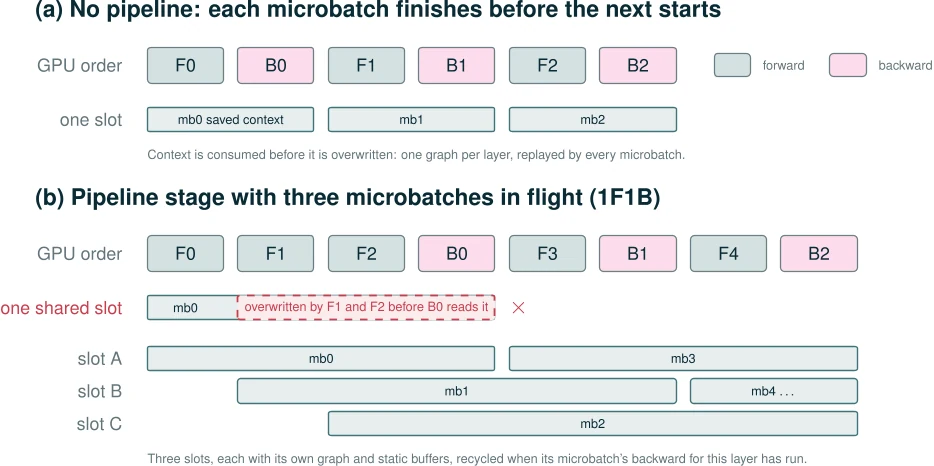 (a) No pipeline: each microbatch finishes before the next starts
GPU order F0 B0 F1 B1 F2 B2 forward backward
one slot mb0 saved context mb1 mb2
Context is consumed before it is overwritten: one graph per layer, replayed by every microbatch.
(b) Pipeline stage with three microbatches in flight (1F1B)
GPU order F0 F1 F2 B0 F3 B1 F4 B2
one shared slot mb0 overwritten by F1 and F2 before B0 reads it ×
slot A mb0 mb3
slot B mb1 mb4 ...
slot C mb2
Three slots, each with its own graph and static buffers, recycled when its microbatch's backward for this layer has run.